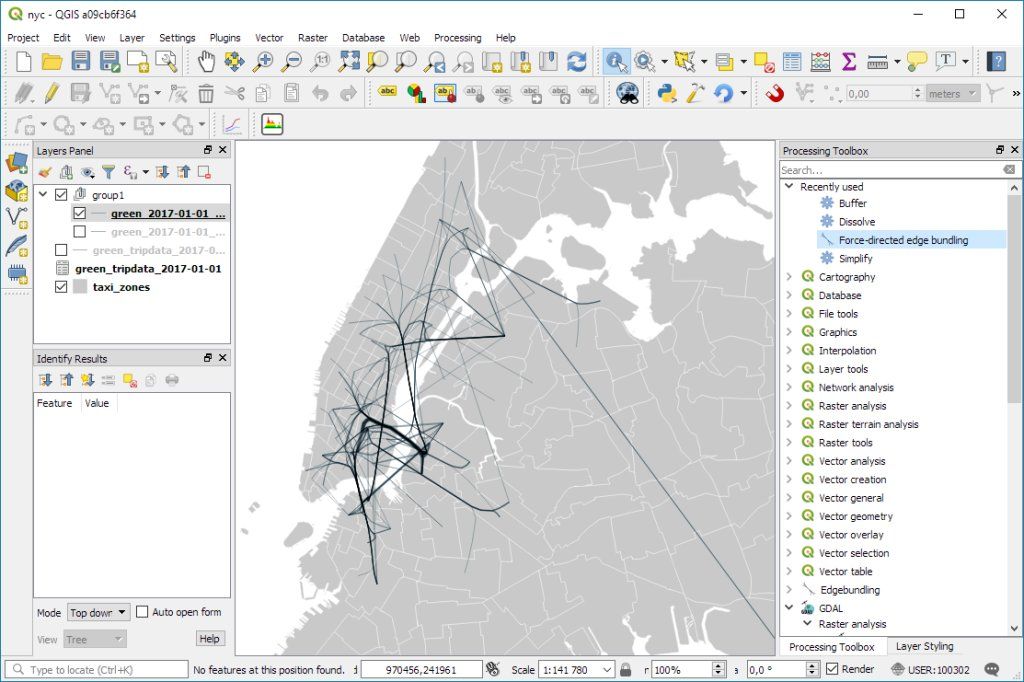 nyc - QGIS a09cb6f364
Project Edit View Layer Settings Plugins Vector Raster Database Web Processing Help
abc
0,00 meters
Layers Panel
group1
green_2017-01-01_...
green_2017-01-01_...
green_tripdata_2017-0...
green_tripdata_2017-01-01
taxi_zones
Identify Results
Feature Value
Mode Top down Auto open form
View Tree Help
Processing Toolbox
Search...
Recently used
Buffer
Dissolve
Force-directed edge bundling
Simplify
Cartography
Database
File tools
Graphics
Interpolation
Layer tools
Network analysis
Raster analysis
Raster terrain analysis
Raster tools
Vector analysis
Vector creation
Vector general
Vector geometry
Vector overlay
Vector selection
Vector table
Edgebundling
GDAL
Raster analysis
Processing Toolbox Layer Styling
Type to locate (Ctrl+K) No features at this position found. 970456,241961 Scale 1:141 780 100% 0,0 ° Render USER:100302